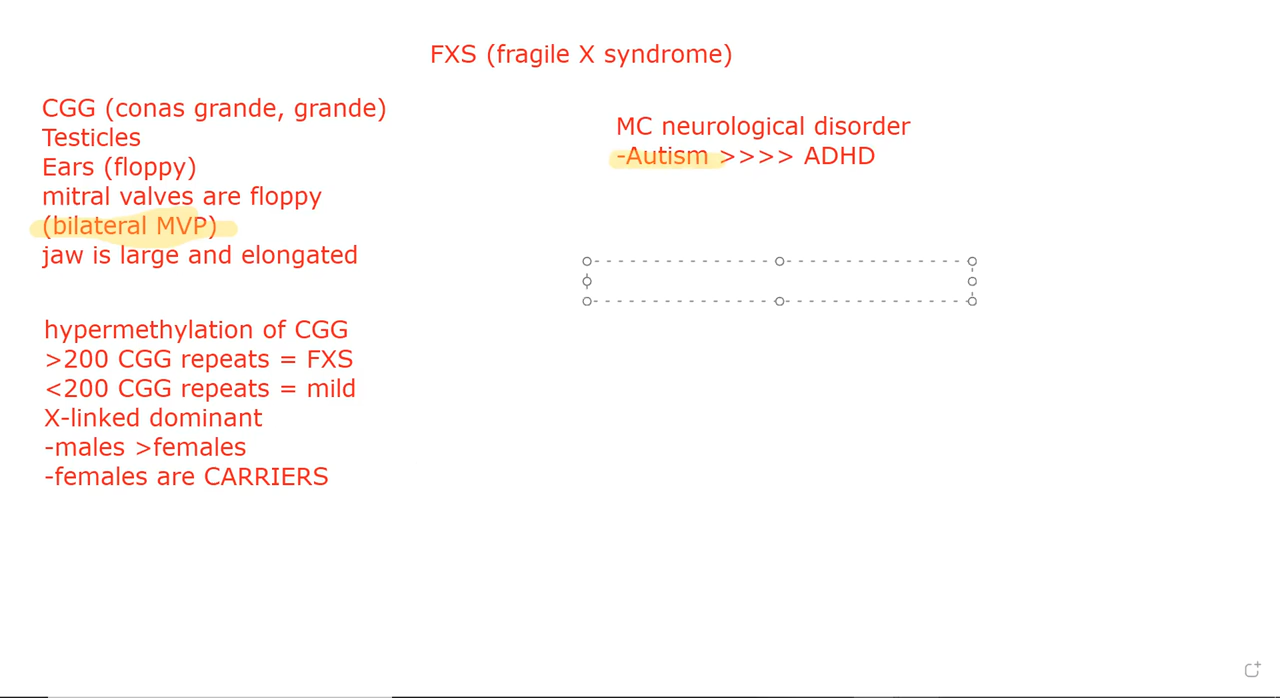 FXS (fragile X syndrome)
CGG (conas grande, grande)
Testicles
Ears (floppy)
mitral valves are floppy
(bilateral MVP)
jaw is large and elongated
hypermethylation of CGG
>200 CGG repeats = FXS
<200 CGG repeats = mild
X-linked dominant
-males >females
-females are CARRIERS
MC neurological disorder
-Autism >>>> ADHD